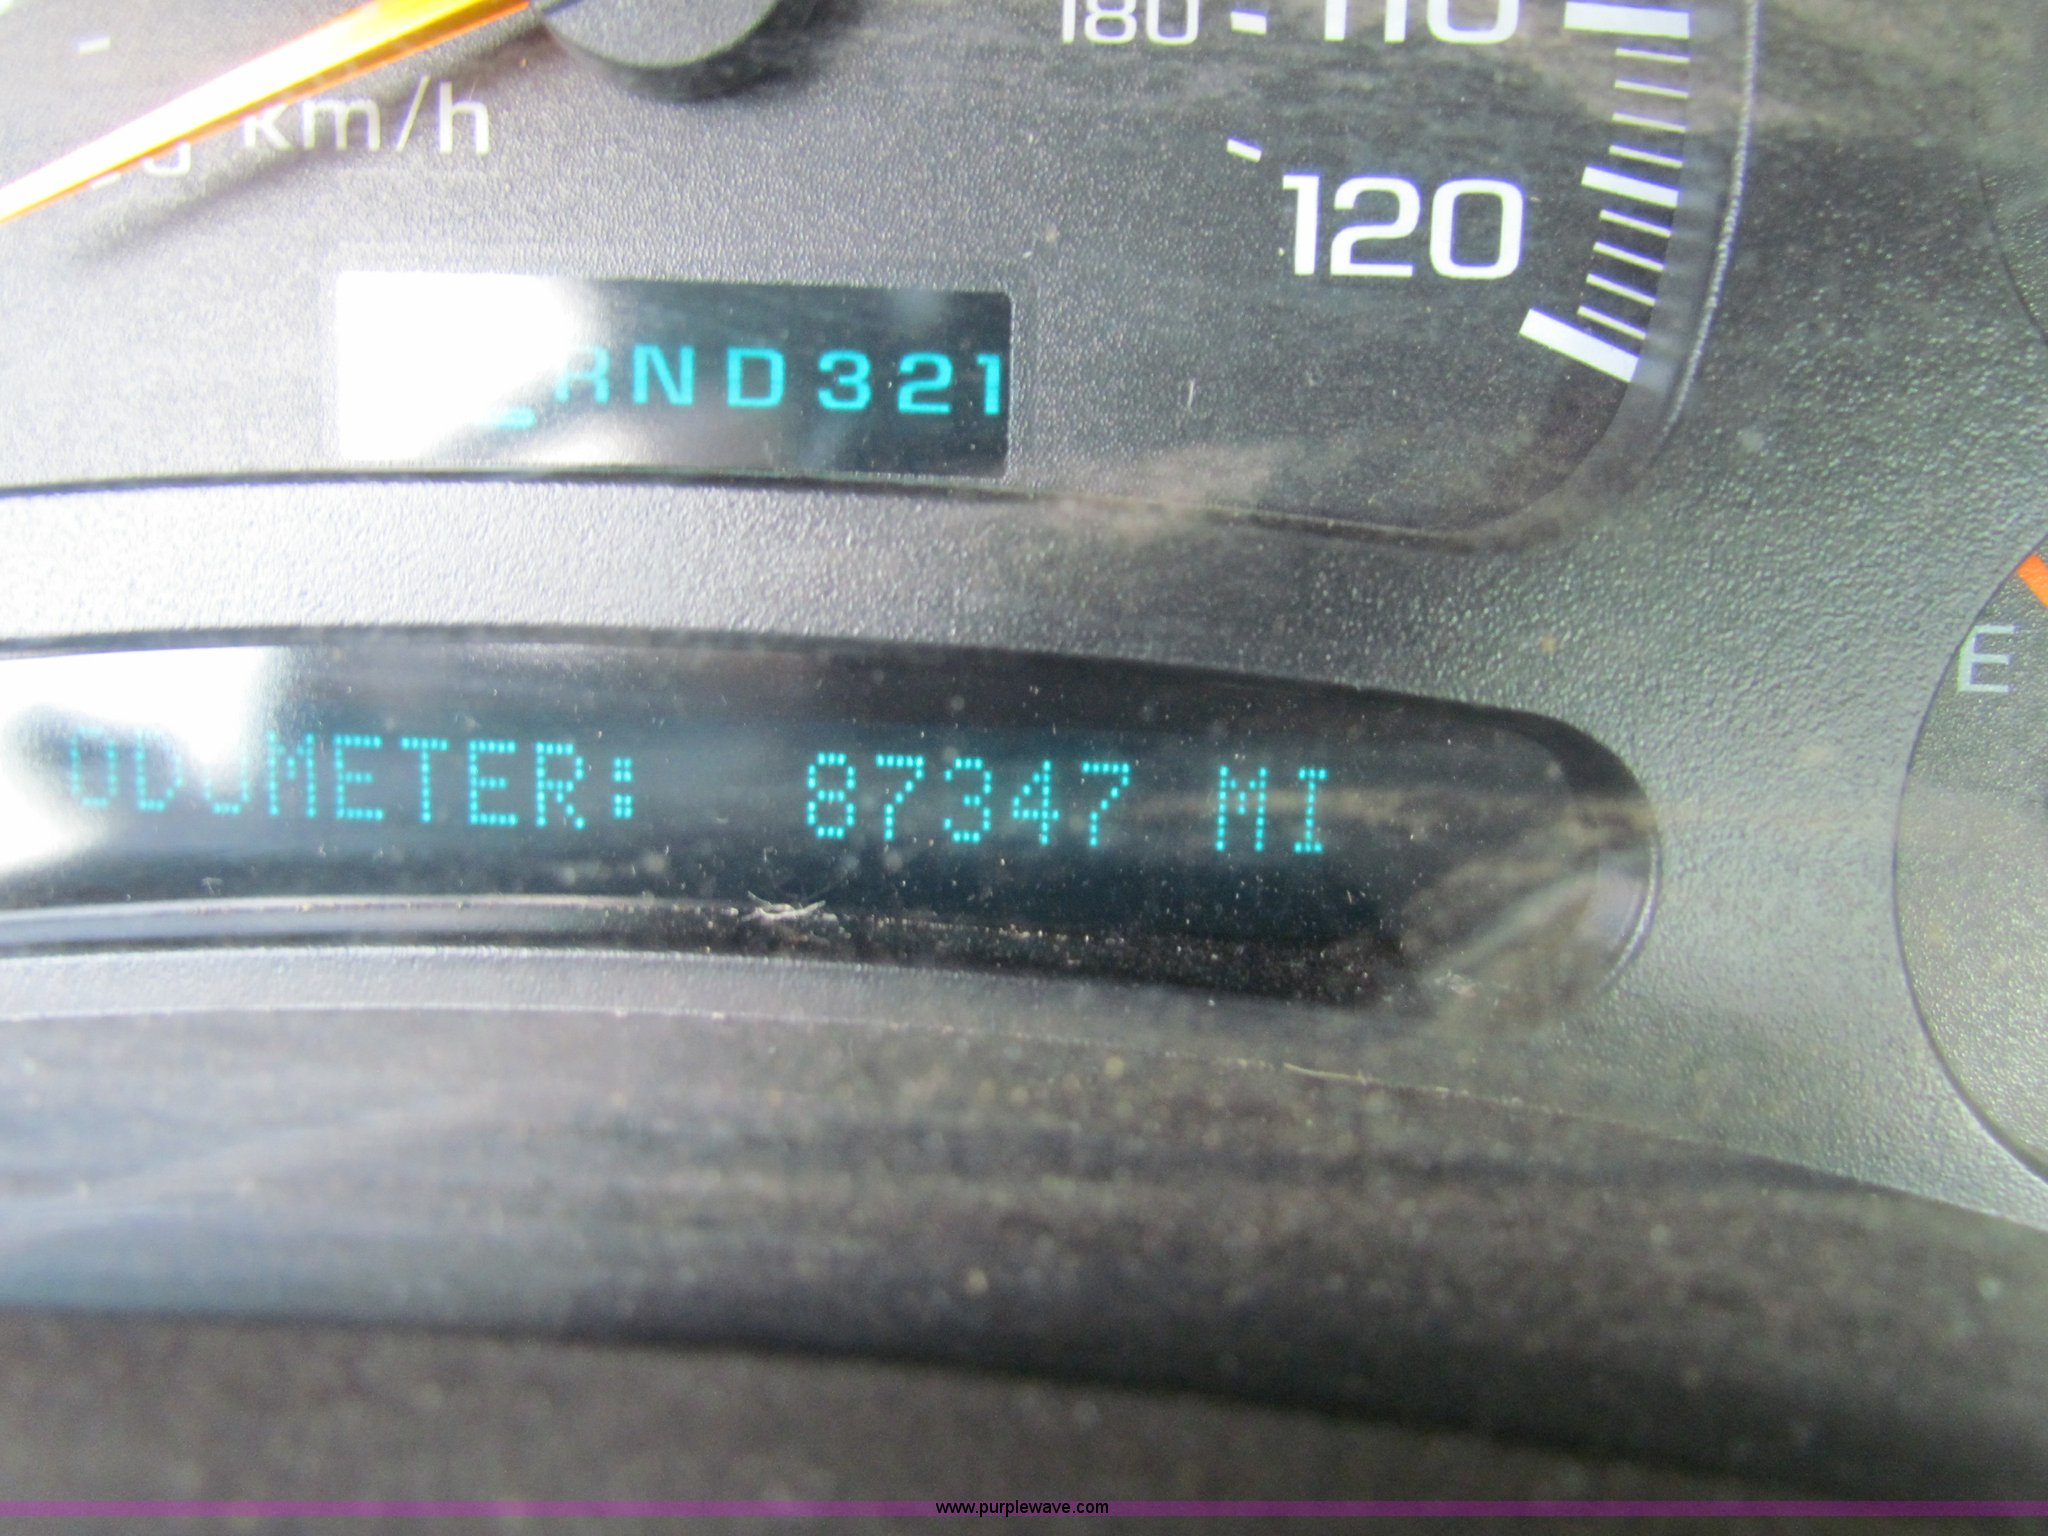 180 110
km/h
120
RND321
E
ODOMETER: 87347 MI
www.purplewave.com